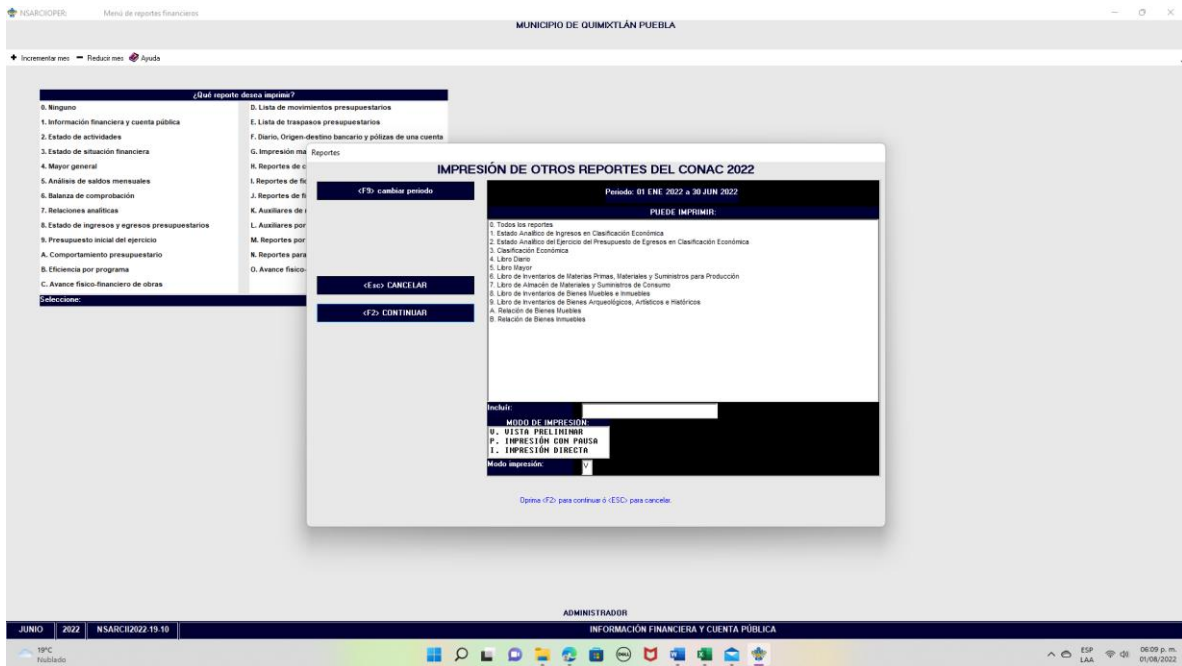 NSARCIIOPER: Menú de reportes financieros
MUNICIPIO DE QUIMIXTLÁN PUEBLA
Incrementar mes Reducir mes Ayuda
¿Qué reporte desea imprimir?
0. Ninguno
1. Información financiera y cuenta pública
2. Estado de actividades
3. Estado de situación financiera
4. Mayor general
5. Análisis de saldos mensuales
6. Balanza de comprobación
7. Relaciones analíticas
8. Estado de ingresos y egresos presupuestarios
9. Presupuesto inicial del ejercicio
A. Comportamiento presupuestario
B. Eficiencia por programa
C. Avance físico-financiero de obras
D. Lista de movimientos presupuestarios
E. Lista de traspasos presupuestarios
F. Diario, Origen-destino bancario y pólizas de una cuenta
G. Impresión ma
H. Reportes de c
I. Reportes de fic
J. Reportes de fi
K. Auxiliares de
L. Auxiliares por
M. Reportes por
N. Reportes para
O. Avance físico-
Seleccione:
Reportes
IMPRESIÓN DE OTROS REPORTES DEL CONAC 2022
<F9> cambiar periodo
<Esc> CANCELAR
<F2> CONTINUAR
Periodo: 01 ENE 2022 a 30 JUN 2022
PUEDE IMPRIMIR:
0. Todos los reportes
1. Estado Analítico de Ingresos en Clasificación Económica
2. Estado Analítico del Ejercicio del Presupuesto de Egresos en Clasificación Económica
3. Clasificación Económica
4. Libro Diario
5. Libro Mayor
6. Libro de Inventarios de Materias Primas, Materiales y Suministros para Producción
7. Libro de Almacén de Materiales y Suministros de Consumo
8. Libro de Inventarios de Bienes Muebles e Inmuebles
9. Libro de Inventarios de Bienes Arqueológicos, Artísticos e Históricos
A. Relación de Bienes Muebles
B. Relación de Bienes Inmuebles
Incluir:
MODO DE IMPRESIÓN:
V. VISTA PRELIMINAR
P. IMPRESIÓN CON PAUSA
I. IMPRESIÓN DIRECTA
Modo impresión: V
Oprima <F2> para continuar ó <ESC> para cancelar.
ADMINISTRADOR
JUNIO 2022 NSARCII2022-19-10 INFORMACIÓN FINANCIERA Y CUENTA PÚBLICA
19°C
Nublado
ESP
LAA
06:09 p. m.
01/08/2022